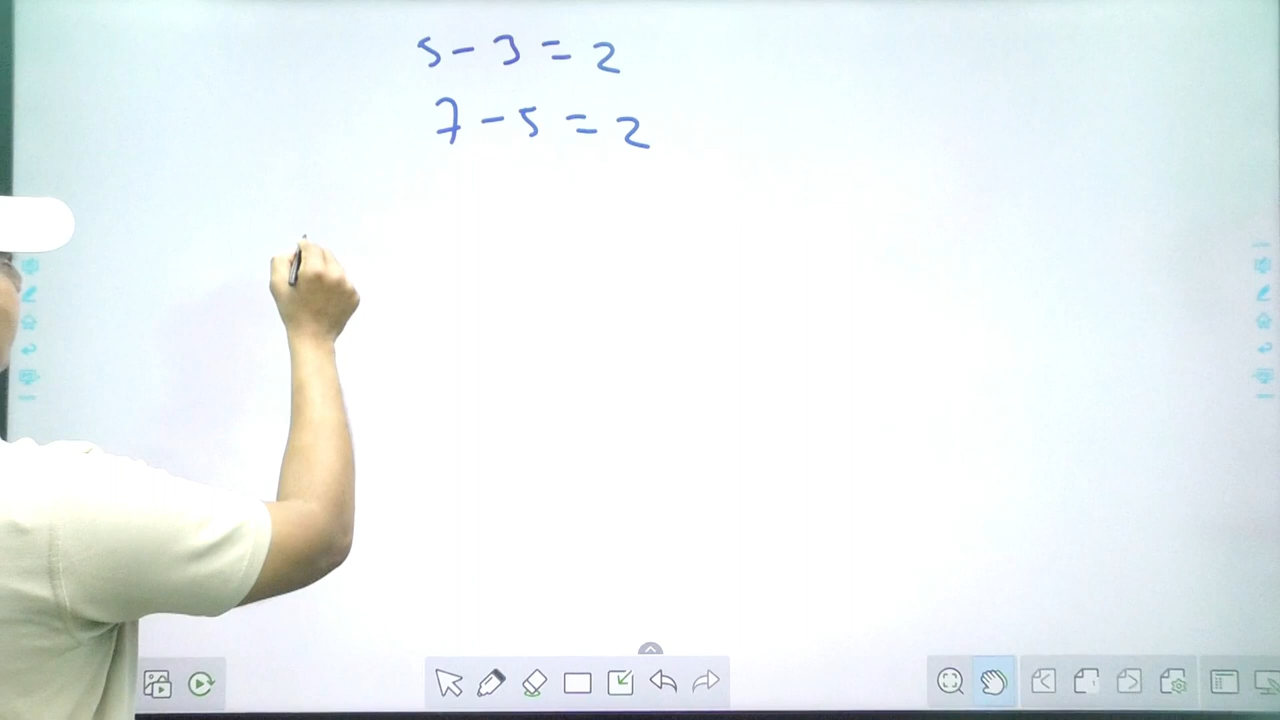 5 - 3 = 2
7 - 5 = 2